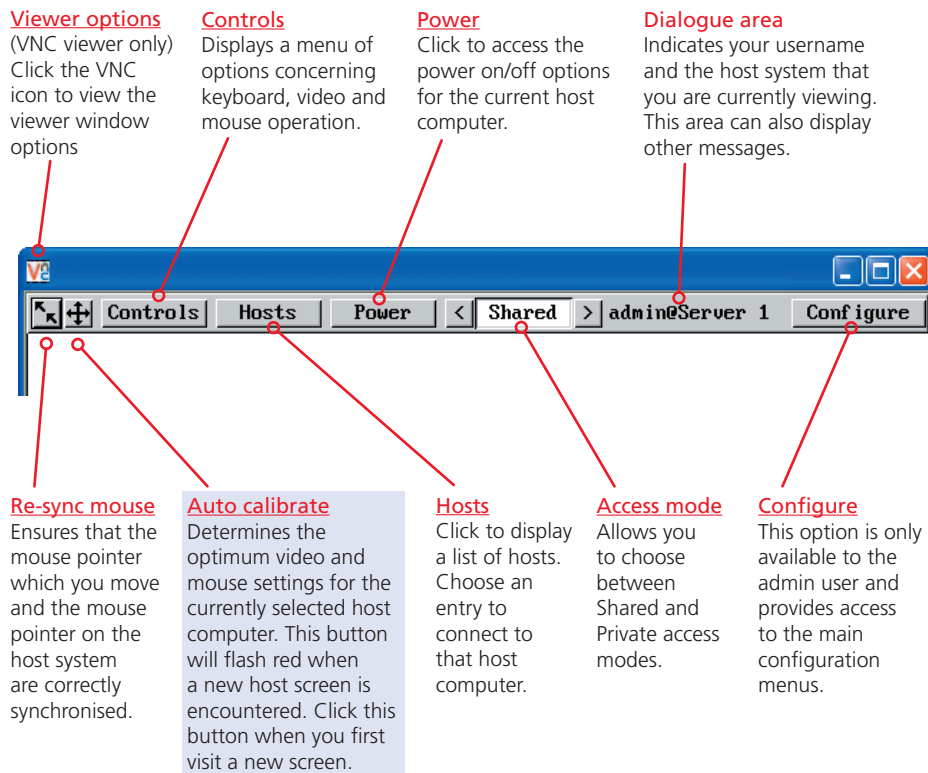 Viewer options
(VNC viewer only)
Click the VNC
icon to view the
viewer window
options
Controls
Displays a menu of
options concerning
keyboard, video and
mouse operation.
Power
Click to access the
power on/off options
for the current host
computer.
Dialogue area
Indicates your username
and the host system that
you are currently viewing.
This area can also display
other messages.
Controls Hosts Power < Shared > admin@Server 1 Configure
Re-sync mouse
Ensures that the
mouse pointer
which you move
and the mouse
pointer on the
host system
are correctly
synchronised.
Auto calibrate
Determines the
optimum video and
mouse settings for the
currently selected host
computer. This button
will flash red when
a new host screen is
encountered. Click this
button when you first
visit a new screen.
Hosts
Click to display
a list of hosts.
Choose an
entry to
connect to
that host
computer.
Access mode
Allows you
to choose
between
Shared and
Private access
modes.
Configure
This option is only
available to the
admin user and
provides access
to the main
configuration
menus.